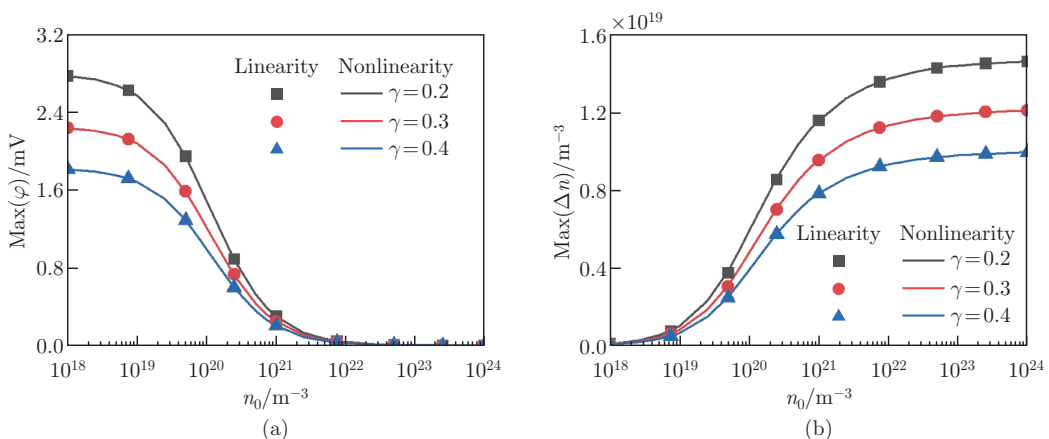 3.2
2.4
1.6
0.8
0.0
Max(φ)/mV
Linearity Nonlinearity
γ=0.2
γ=0.3
γ=0.4
10^18 10^19 10^20 10^21 10^22 10^23 10^24
n₀/m⁻³
(a)
×10^19
1.6
1.2
0.8
0.4
0.0
Max(Δn)/m⁻³
Linearity Nonlinearity
γ=0.2
γ=0.3
γ=0.4
10^18 10^19 10^20 10^21 10^22 10^23 10^24
n₀/m⁻³
(b)